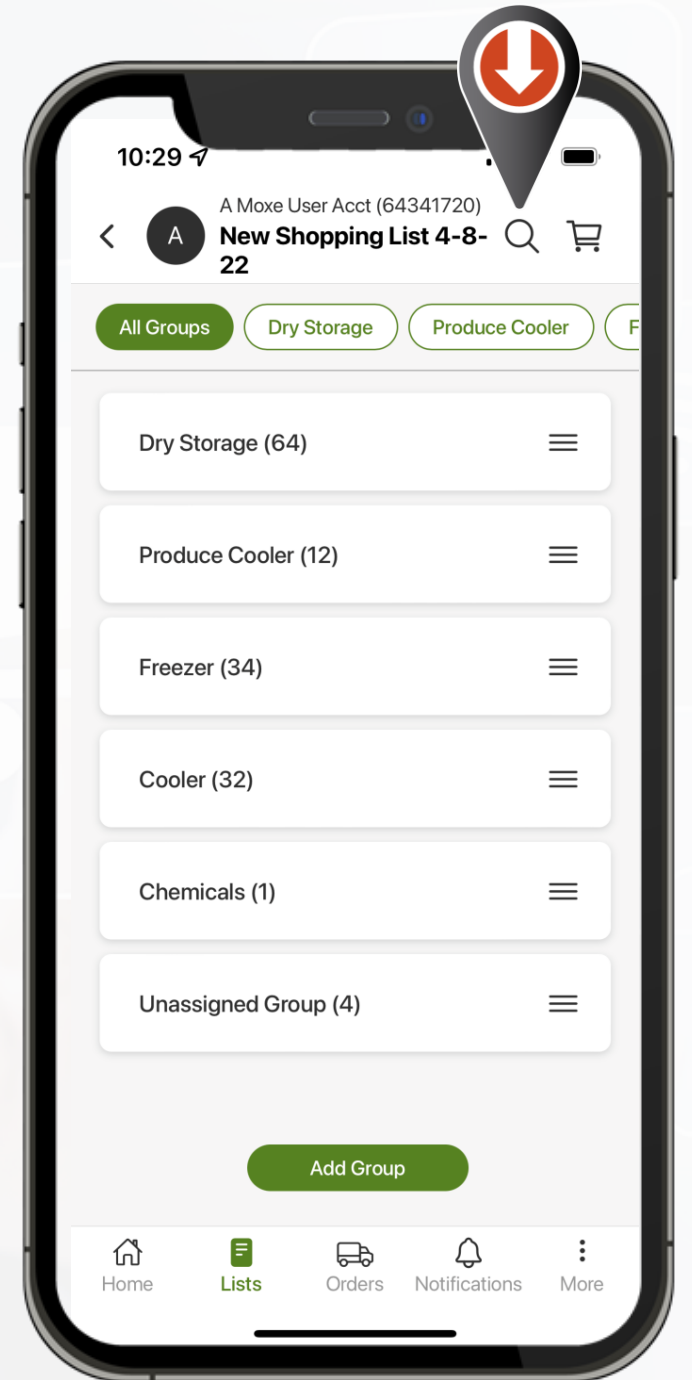 10:29
A Moxe User Acct (64341720)
A
New Shopping List 4-8-
22
All Groups
Dry Storage
Produce Cooler
F
Dry Storage (64)
Produce Cooler (12)
Freezer (34)
Cooler (32)
Chemicals (1)
Unassigned Group (4)
Add Group
Home
Lists
Orders
Notifications
More